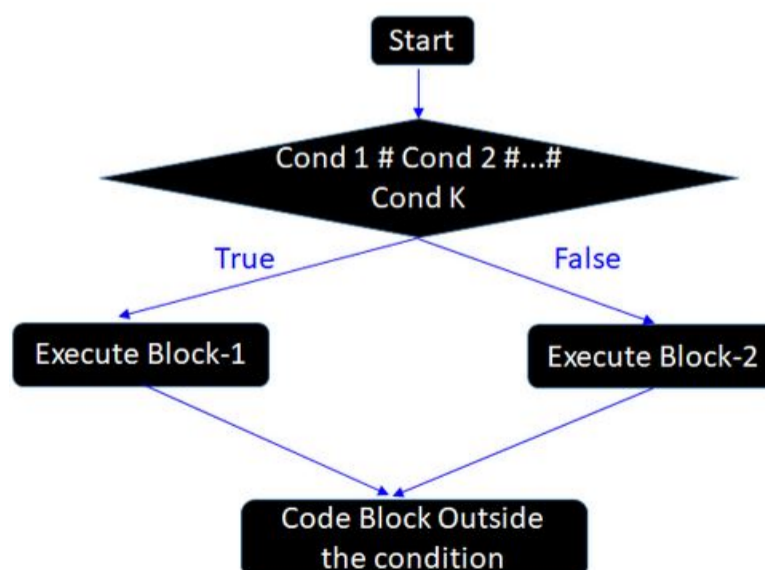 Start
Cond 1 # Cond 2 #...#
Cond K
True
False
Execute Block-1
Execute Block-2
Code Block Outside
the condition